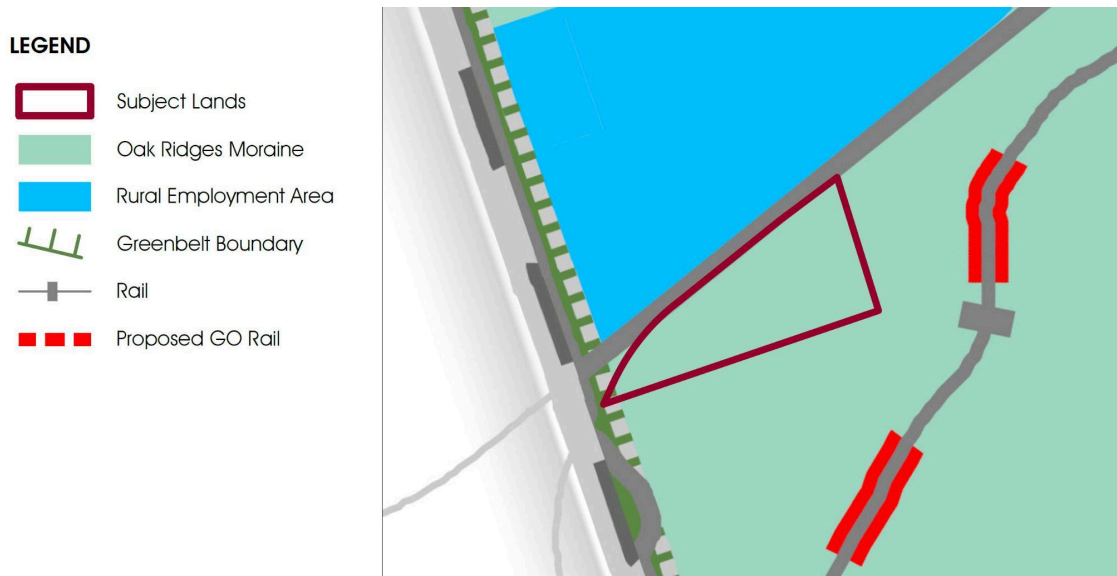 LEGEND
Subject Lands
Oak Ridges Moraine
Rural Employment Area
Greenbelt Boundary
Rail
Proposed GO Rail